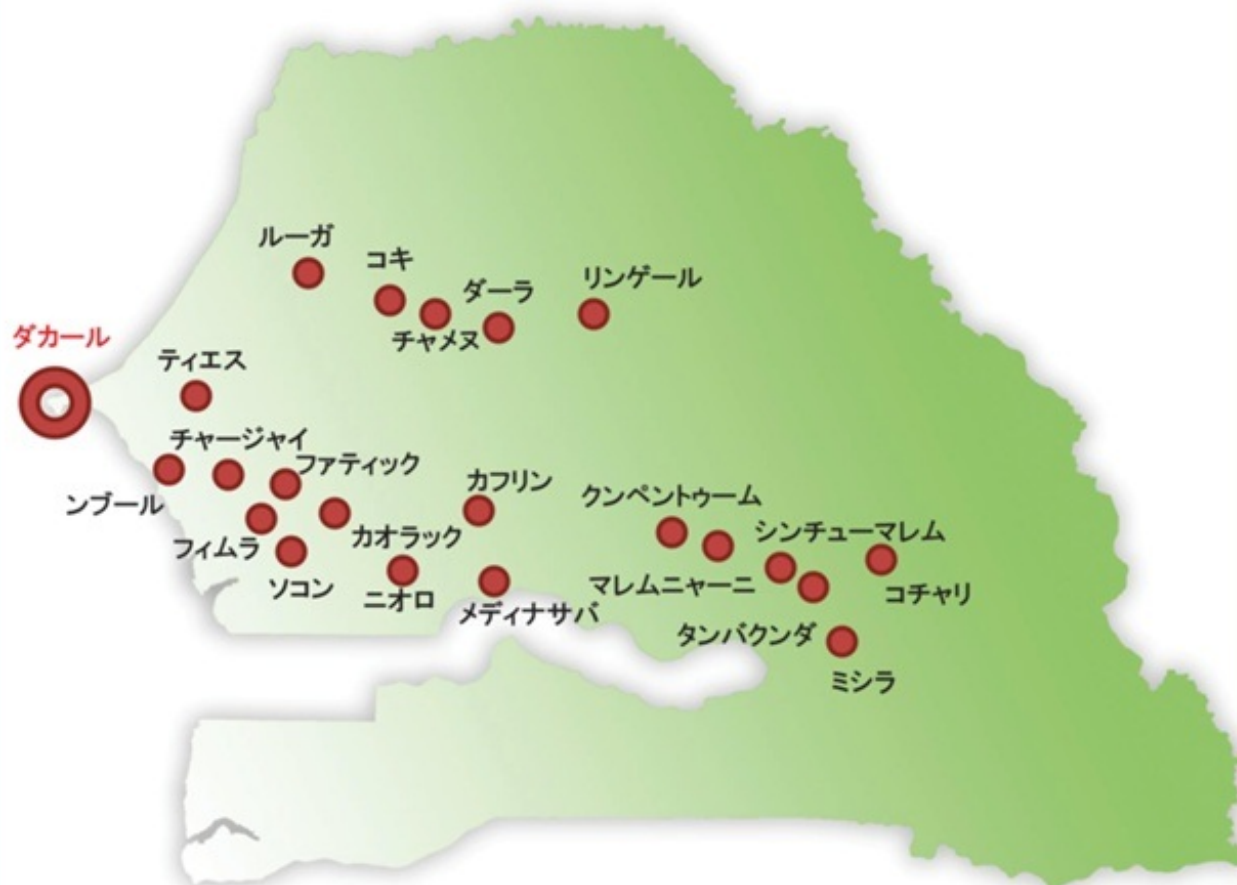 ルーガ
コキ
ダーラ
リンゲール
チャメヌ
ダカール
ティエス
チャージャイ
ファティック
カフリン
クンペントゥーム
ンブール
シンチューマレム
フィムラ
カオラック
ソコン
ニオロ
メディナサバ
マレムニャーニ
コチャリ
タンバクンダ
ミシラ